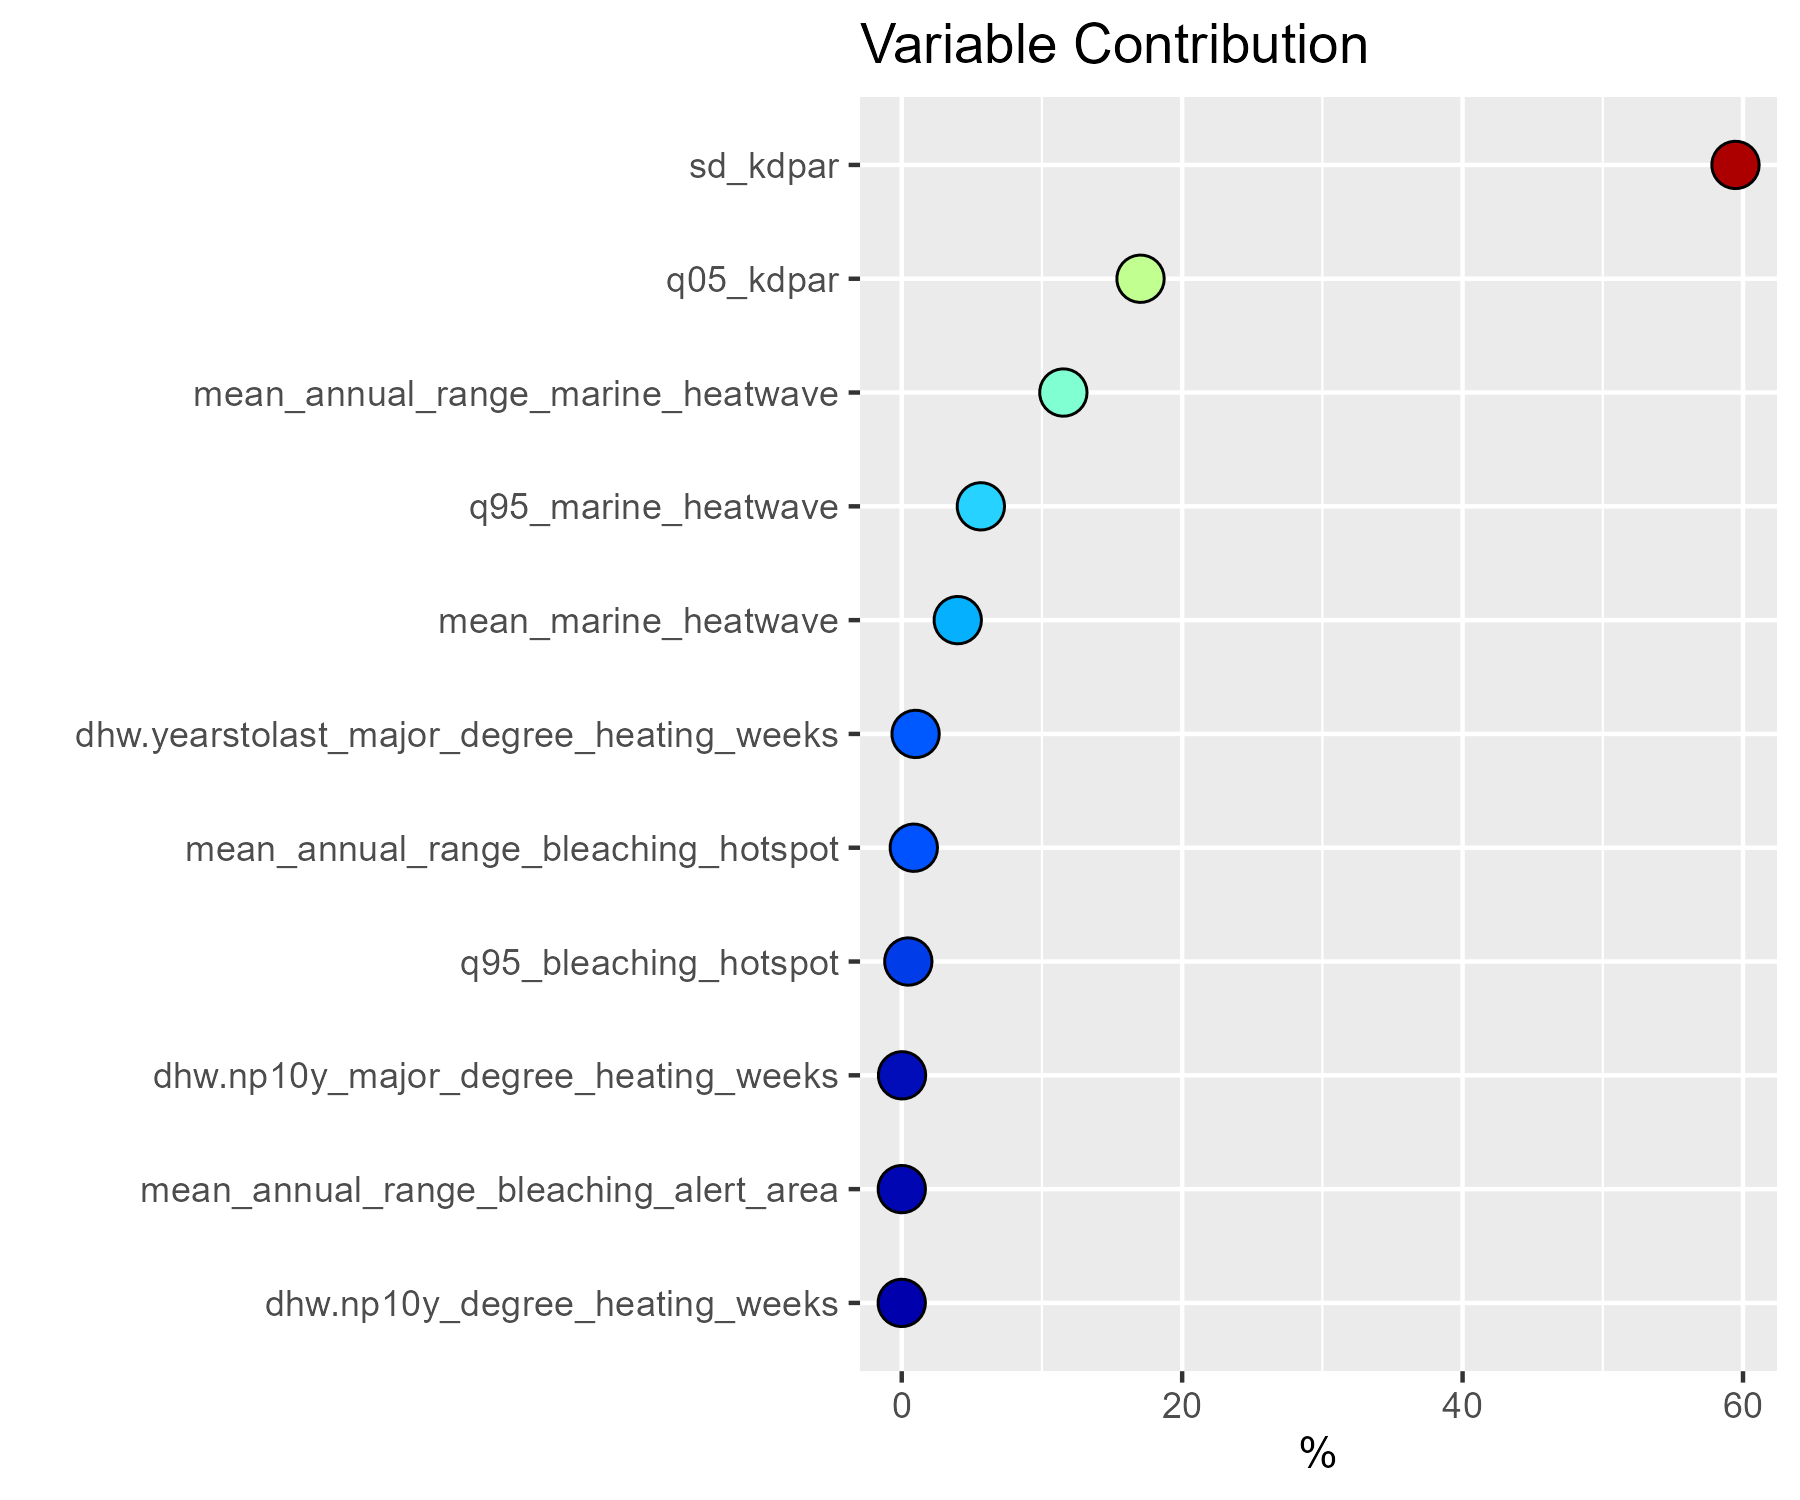 Variable Contribution
sd_kdpar
q05_kdpar
mean_annual_range_marine_heatwave
q95_marine_heatwave
mean_marine_heatwave
dhw.yearstolast_major_degree_heating_weeks
mean_annual_range_bleaching_hotspot
q95_bleaching_hotspot
dhw.np10y_major_degree_heating_weeks
mean_annual_range_bleaching_alert_area
dhw.np10y_degree_heating_weeks
0 20 40 60
%